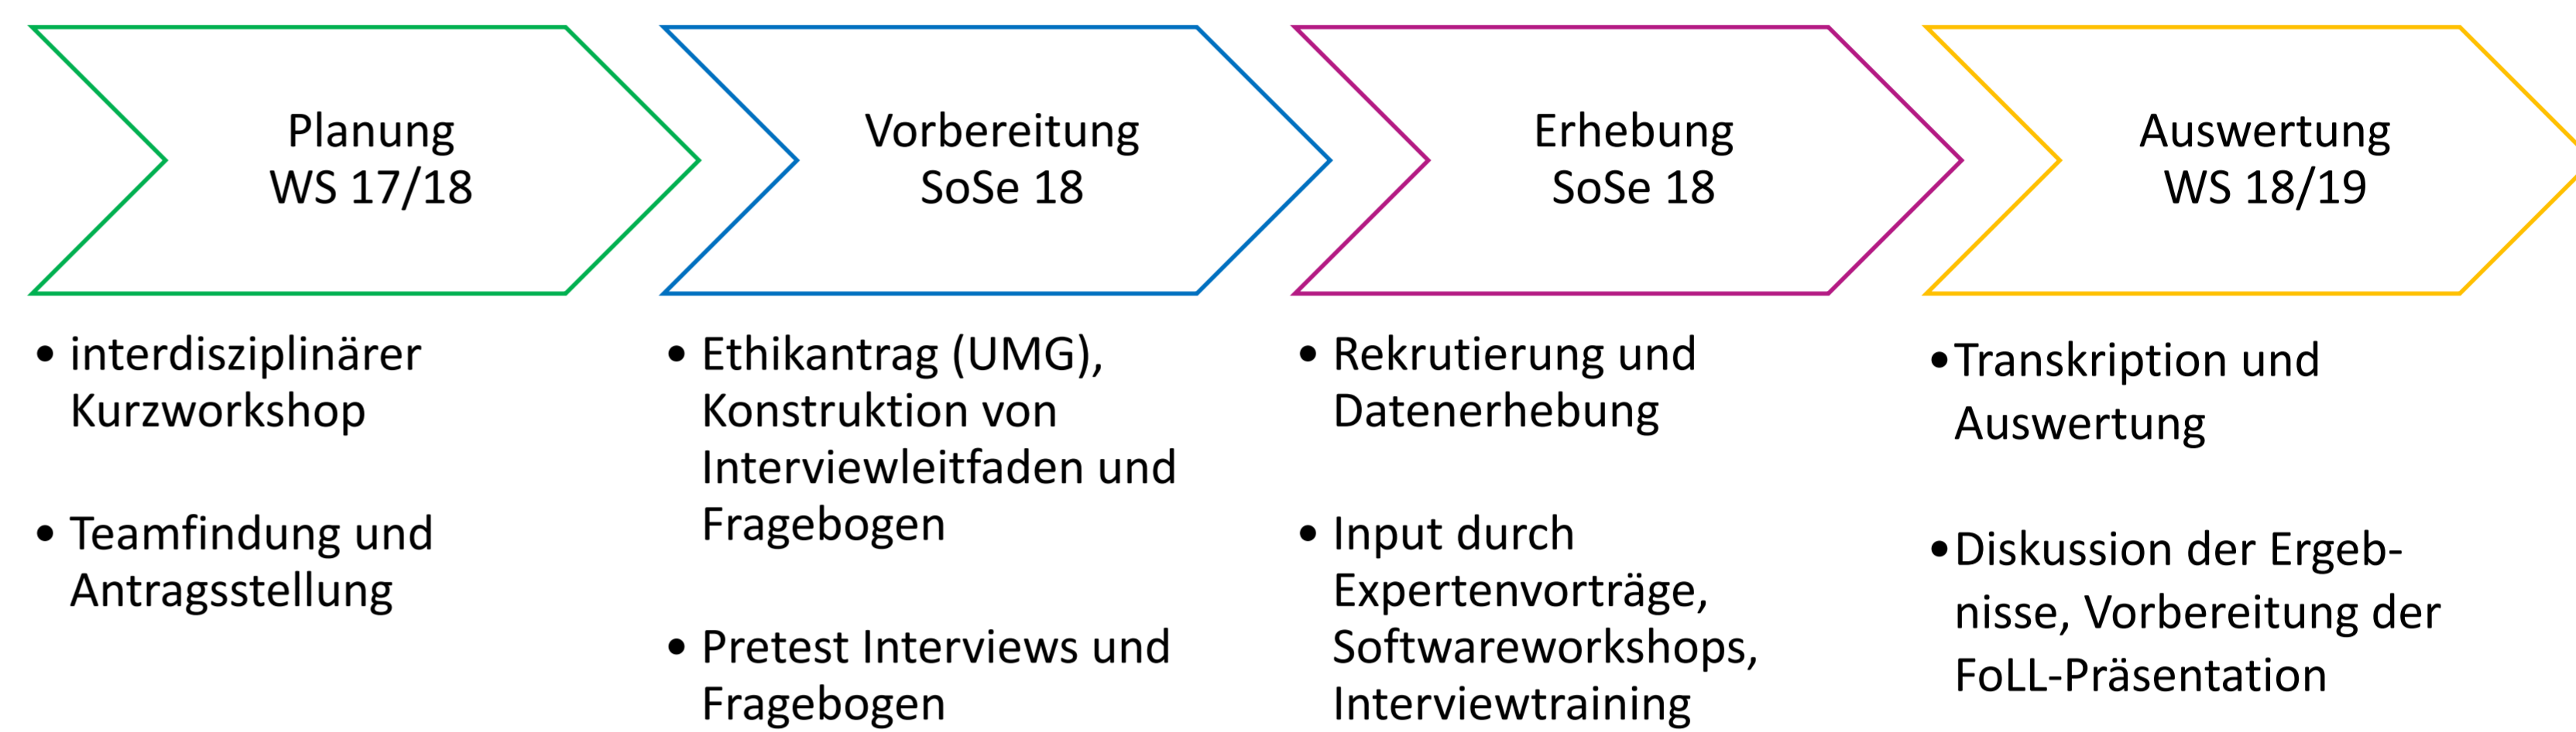 Planung
WS 17/18
• interdisziplinärer
Kurzworkshop
• Teamfindung und
Antragsstellung
Vorbereitung
SoSe 18
• Ethikantrag (UMG),
Konstruktion von
Interviewleitfaden und
Fragebogen
• Pretest Interviews und
Fragebogen
Erhebung
SoSe 18
• Rekrutierung und
Datenerhebung
• Input durch
Expertenvorträge,
Softwareworkshops,
Interviewtraining
Auswertung
WS 18/19
•Transkription und
Auswertung
•Diskussion der Ergeb-
nisse, Vorbereitung der
FoLL-Präsentation